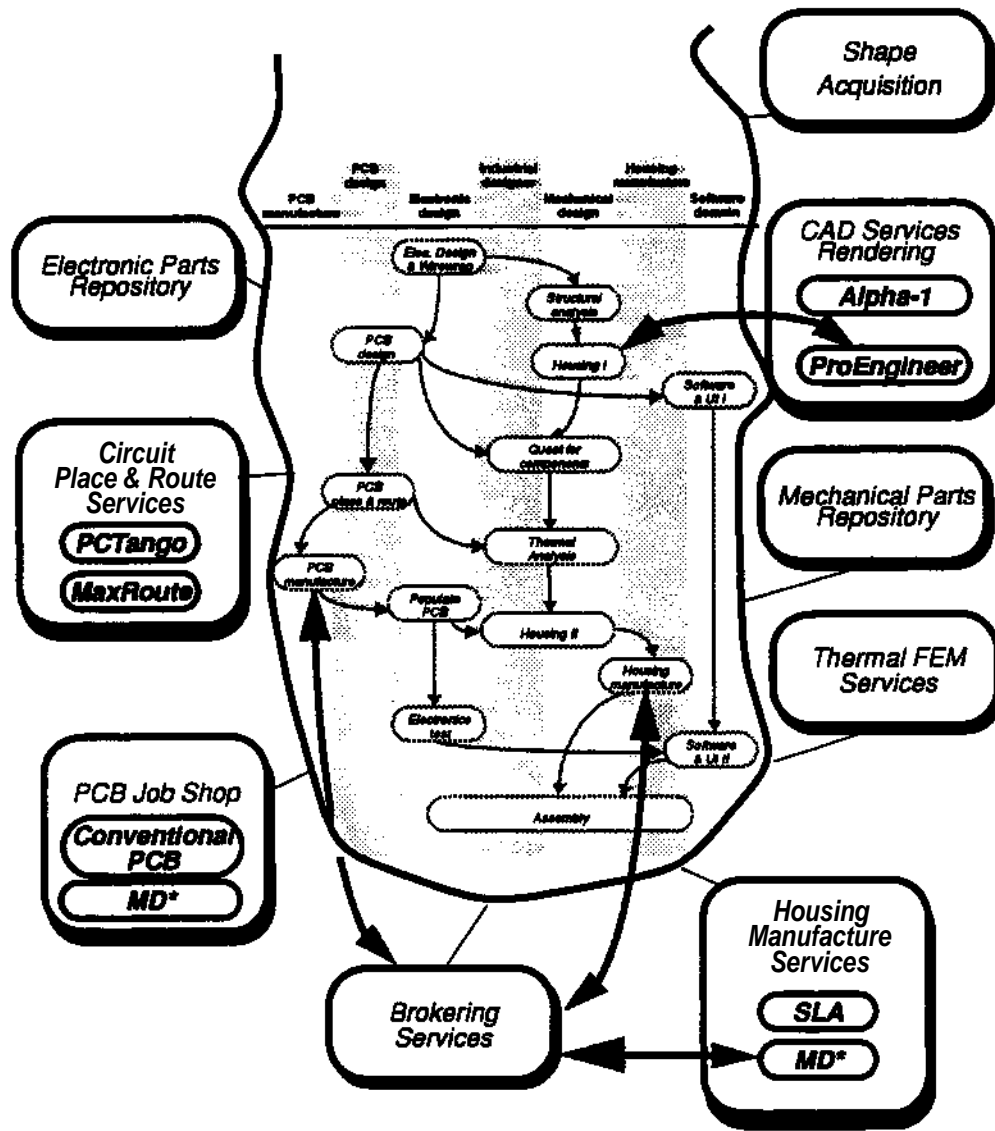 Shape
Acquisition
PCB
design
Industrial
designer
Housing
manufacture
PCB
manufacture
Electronic
design
Mechanical
design
Software
domain
Electronic Parts
Repository
CAD Services
Rendering
Alpha-1
ProEngineer
Elec. Design
& Wirewrap
Structural
analysis
PCB
design
Housing I
Software
& UI I
Circuit
Place & Route
Services
PCTango
MaxRoute
Quest for
components
PCB
place & route
Mechanical Parts
Repository
Thermal
Analysis
PCB
manufacture
Populate
PCB
Housing II
Housing
manufacture
Thermal FEM
Services
Electronics
test
Software
& UI II
PCB Job Shop
Conventional
PCB
MD*
Assembly
Housing
Manufacture
Services
SLA
MD*
Brokering
Services